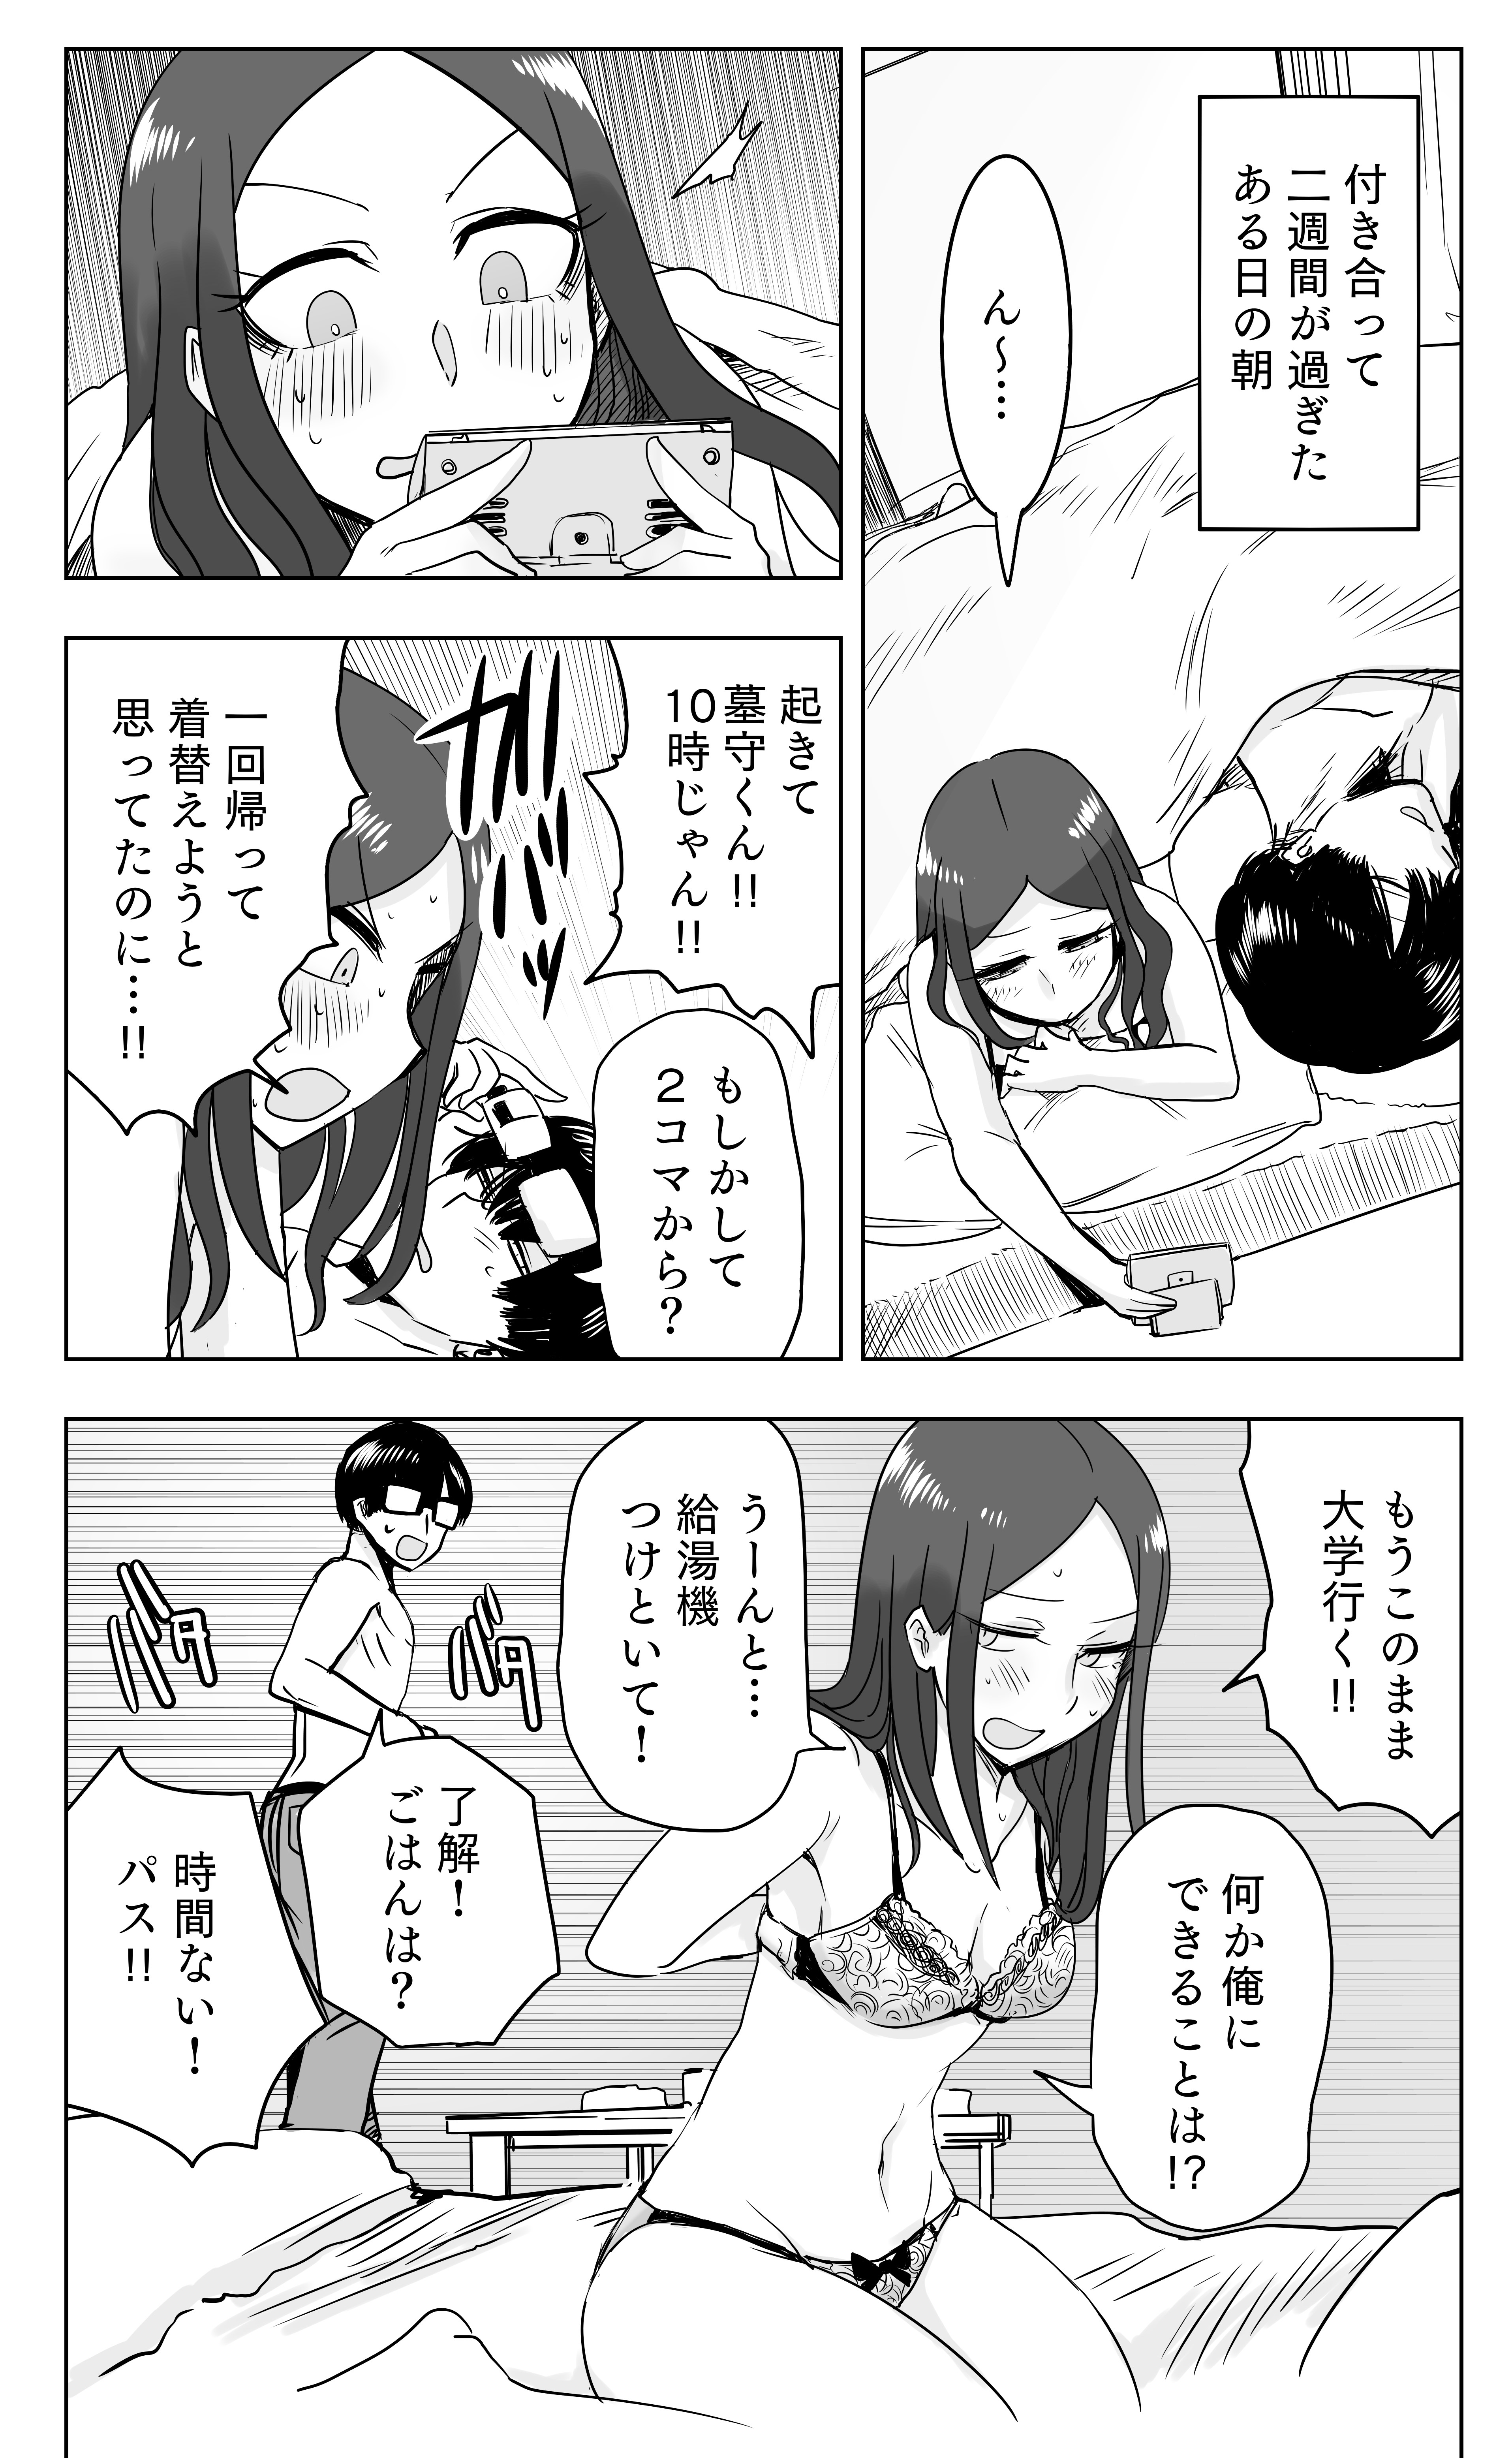 付き合って
二週間が過ぎた
ある日の朝
ん〜…
起きて
墓守くん!!
10時じゃん!!
ガバッ
もしかして
2コマから?
一回帰って
着替えようと
思ってたのに…!!
もうこのまま
大学行く!!
何か俺に
できることは!?
うーんと…
給湯機
つけといて!
バタ
バタ
了解!
ごはんは?
時間ない!
パス!!